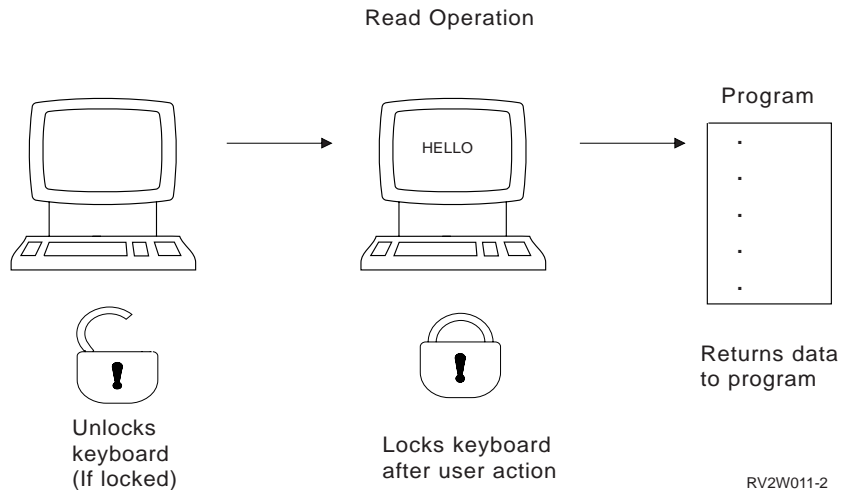 Read Operation
HELLO
Program
Unlocks
keyboard
(If locked)
Locks keyboard
after user action
Returns data
to program
RV2W011-2